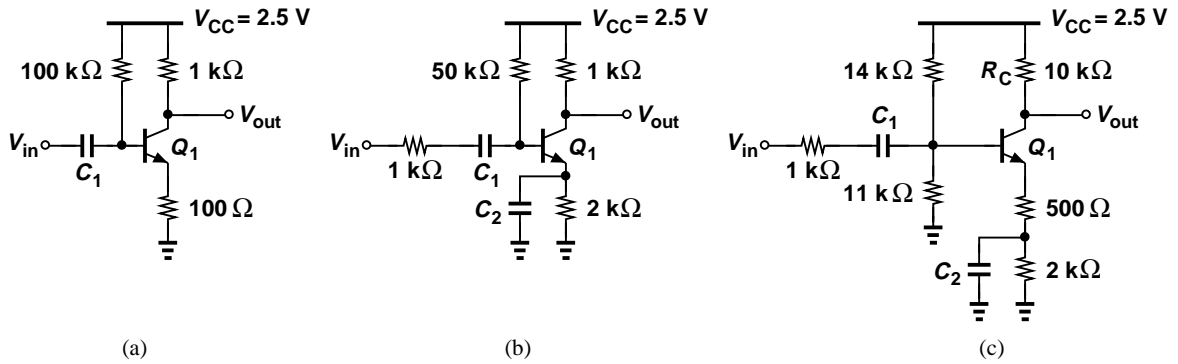 V_CC = 2.5 V
100 kΩ
1 kΩ
V_out
V_in
C_1
Q_1
100 Ω
(a)
V_CC = 2.5 V
50 kΩ
1 kΩ
V_out
V_in
1 kΩ
C_1
Q_1
C_2
2 kΩ
(b)
V_CC = 2.5 V
14 kΩ
R_C
10 kΩ
V_out
C_1
V_in
1 kΩ
Q_1
11 kΩ
500 Ω
C_2
2 kΩ
(c)